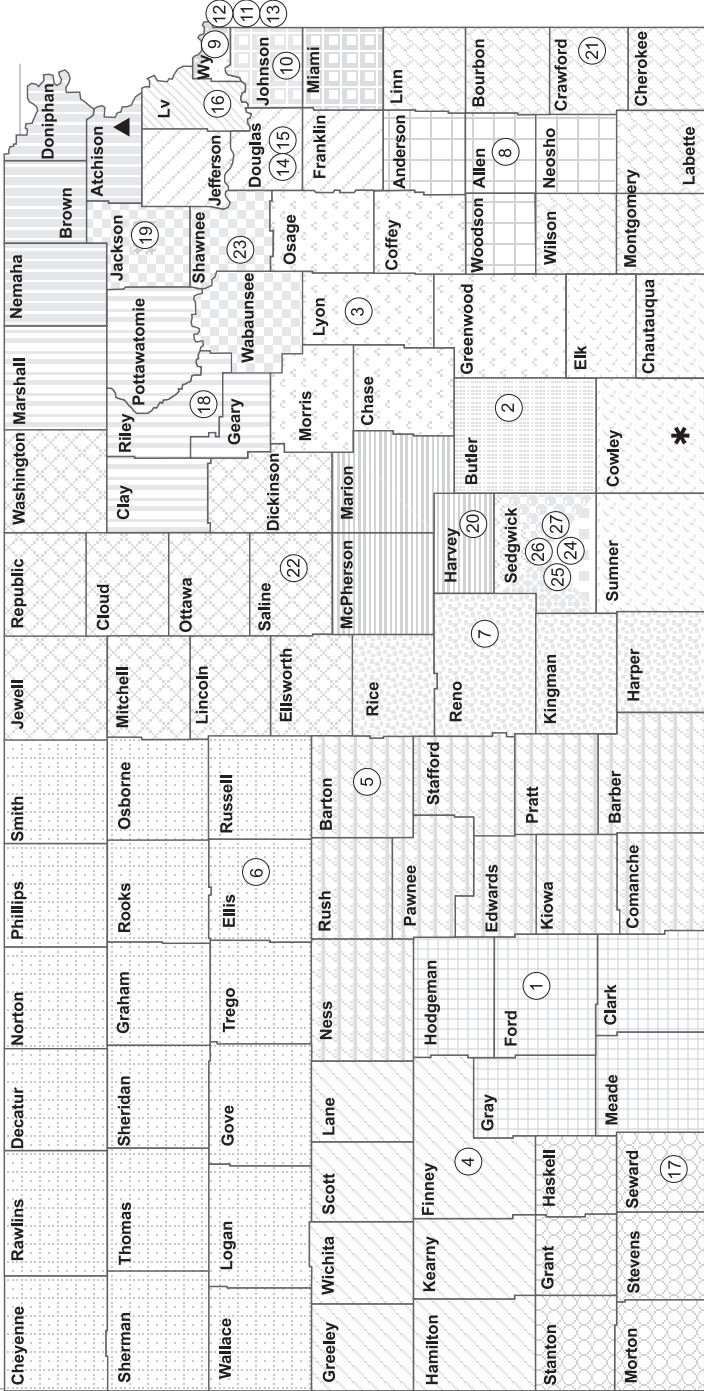 Cheyenne
Rawlins
Decatur
Norton
Phillips
Smith
Jewell
Republic
Washington
Marshall
Nemaha
Brown
Doniphan
Sherman
Thomas
Sheridan
Graham
Rooks
Osborne
Mitchell
Cloud
Clay
Riley
Pottawatomie
Jackson
19
Atchison
Lv
16
Wy
9
12
11
13
Wallace
Logan
Gove
Trego
Ellis
6
Russell
Lincoln
Ottawa
18
Geary
Wabaunsee
Shawnee
23
Jefferson
Douglas
14
15
Johnson
10
Greeley
Wichita
Scott
Lane
Ness
Rush
Barton
5
Ellsworth
Saline
22
Dickinson
Morris
Lyon
3
Osage
Franklin
Miami
Hamilton
Kearny
Finney
4
Hodgeman
Pawnee
Stafford
Rice
McPherson
Marion
Chase
Coffey
Anderson
Linn
Gray
Ford
1
Edwards
Reno
7
Harvey
20
Butler
2
Greenwood
Woodson
Allen
8
Bourbon
Stanton
Grant
Haskell
Kiowa
Pratt
Kingman
Sedgwick
26
27
25
24
Elk
Wilson
Neosho
Crawford
21
Morton
Stevens
Seward
17
Meade
Clark
Comanche
Barber
Harper
Sumner
Cowley
*
Chautauqua
Montgomery
Labette
Cherokee